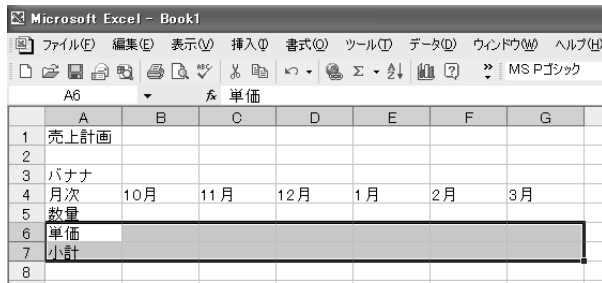 Microsoft Excel - Book1
ファイル(F) 編集(E) 表示(V) 挿入(I) 書式(O) ツール(T) データ(D) ウィンドウ(W) ヘルプ(H)
MS Pゴシック
A6 fx 単価
A B C D E F G
1 売上計画
2
3 バナナ
4 月次 10月 11月 12月 1月 2月 3月
5 数量
6 単価
7 小計
8